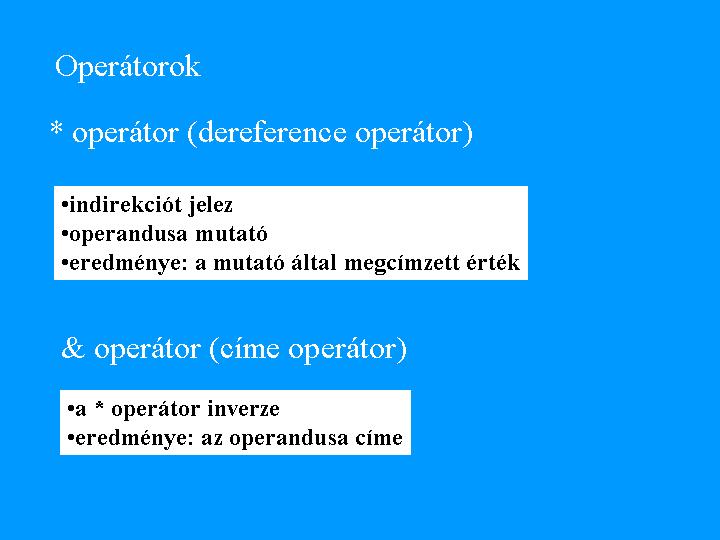 Operátorok
* operátor (dereference operátor)
•indirekciót jelez
•operandusa mutató
•eredménye: a mutató által megcímzett érték
& operátor (címe operátor)
•a * operátor inverze
•eredménye: az operandusa címe